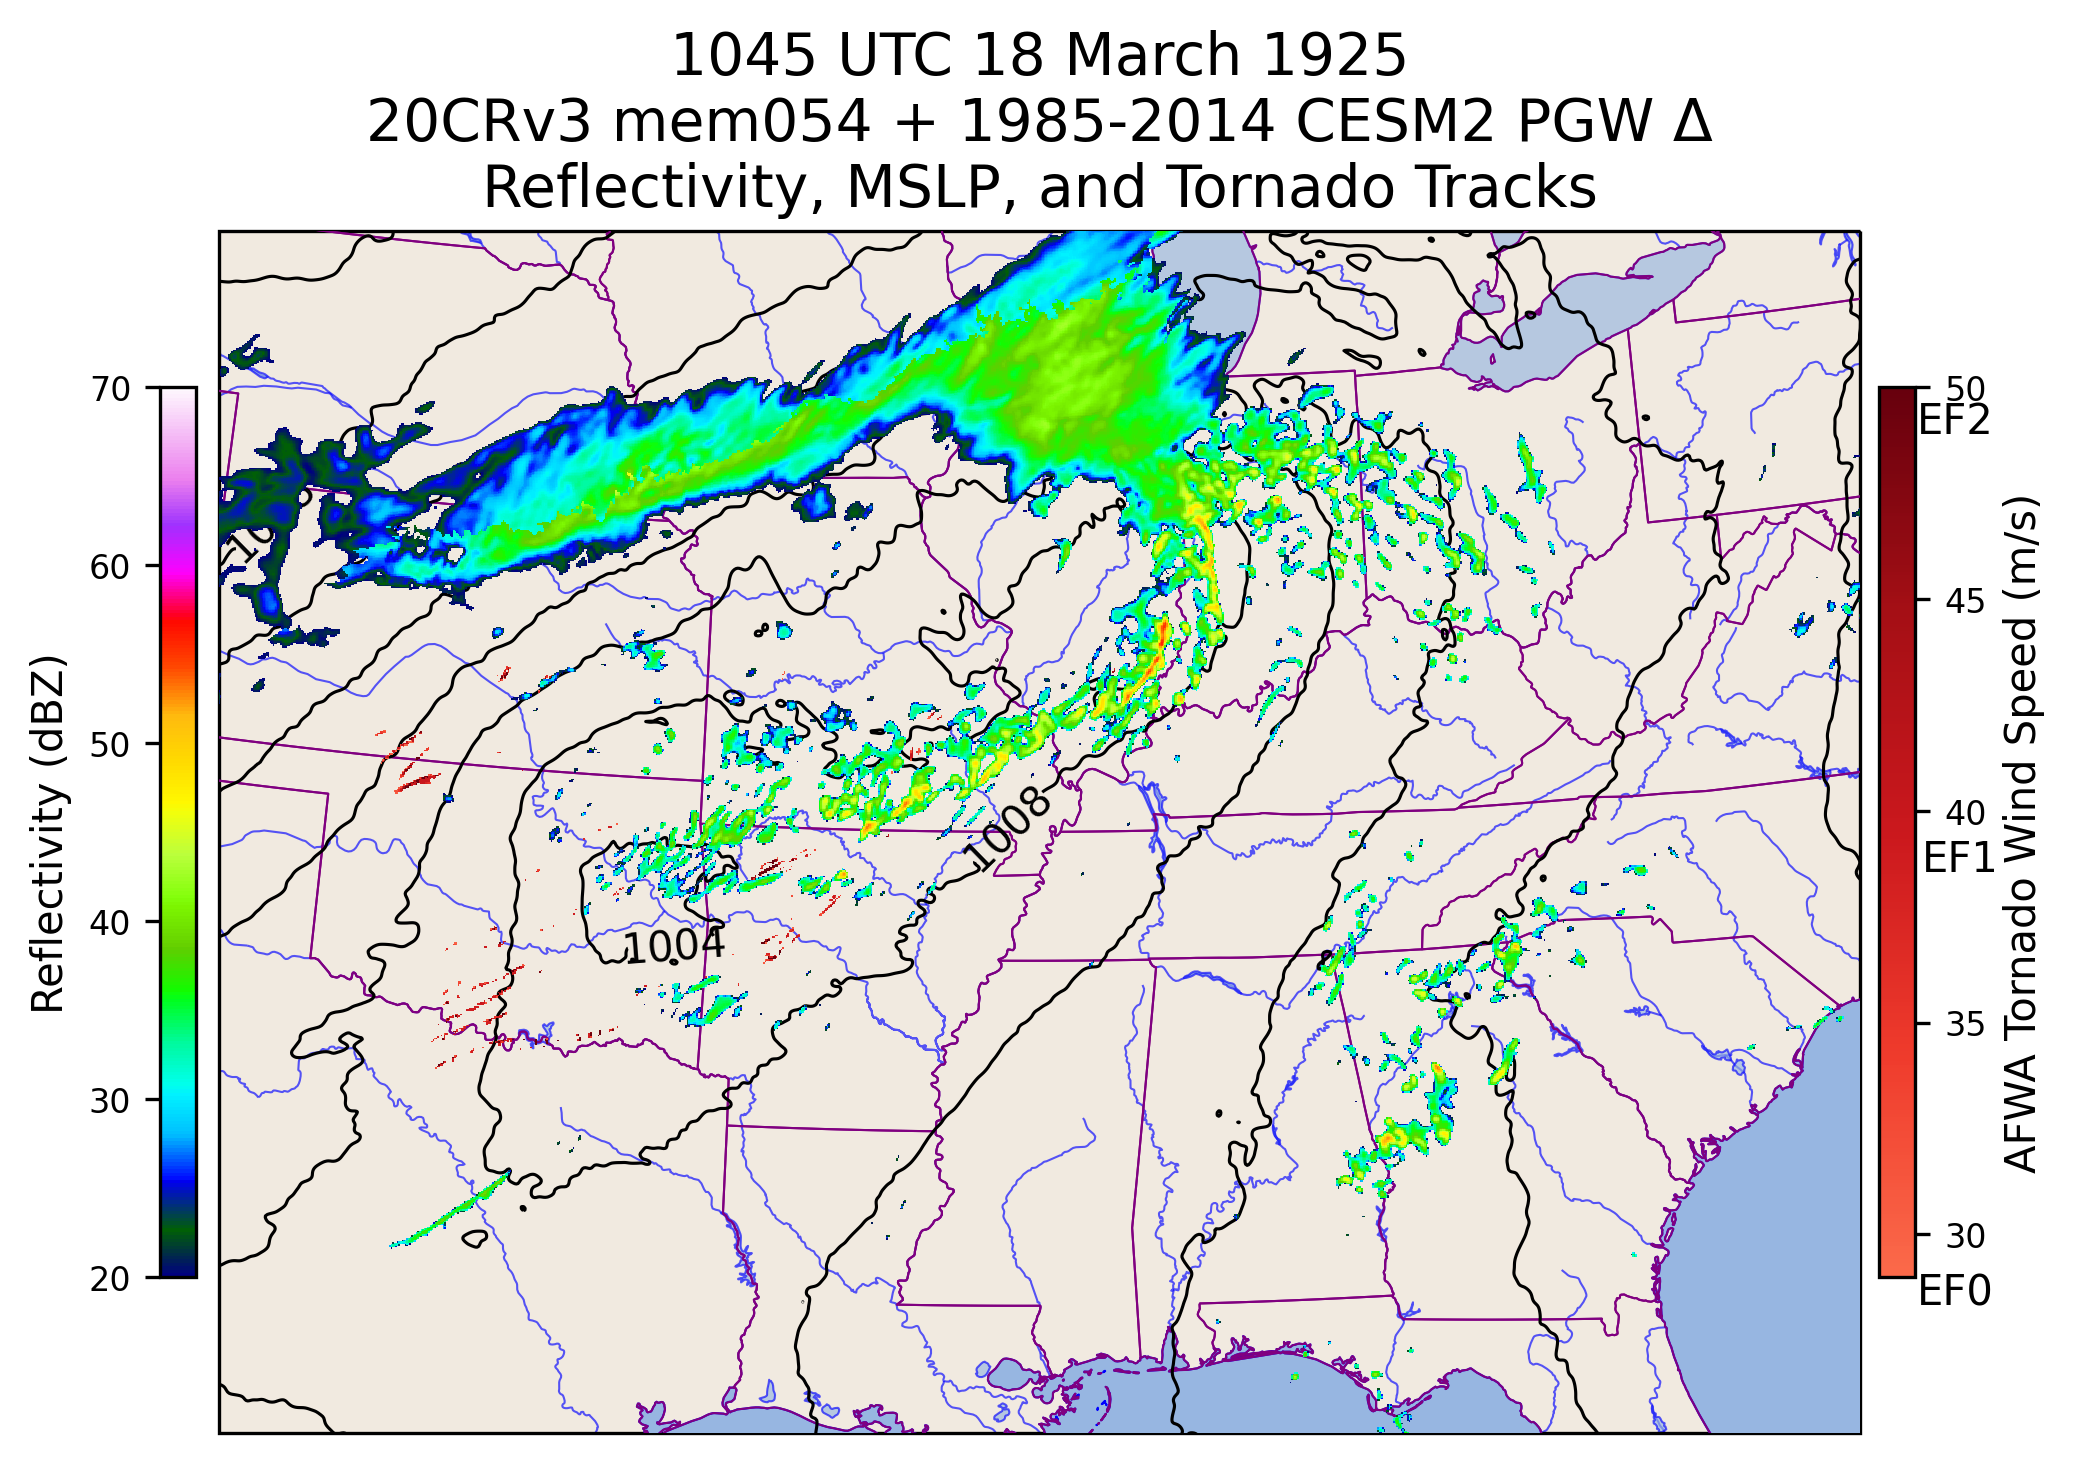 1045 UTC 18 March 1925
20CRv3 mem054 + 1985-2014 CESM2 PGW Δ
Reflectivity, MSLP, and Tornado Tracks
70
60
50
40
30
20
Reflectivity (dBZ)
1008
1004
50
EF2
45
40
EF1
35
30
EF0
AFWA Tornado Wind Speed (m/s)